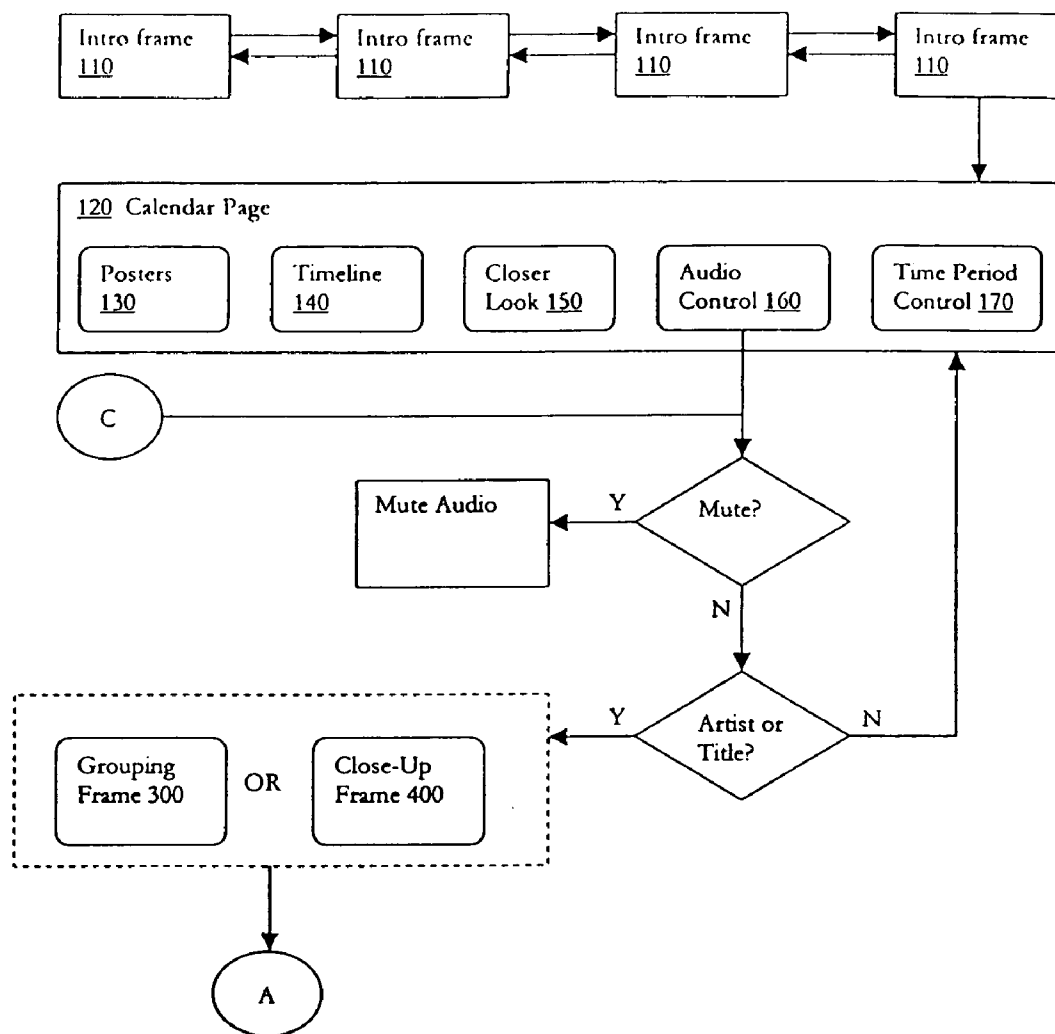 Intro frame
110
Intro frame
110
Intro frame
110
Intro frame
110
120 Calendar Page
Posters
130
Timeline
140
Closer
Look 150
Audio
Control 160
Time Period
Control 170
C
Mute Audio
Y
Mute?
N
Y
Artist or
Title?
N
Grouping
Frame 300
OR
Close-Up
Frame 400
A